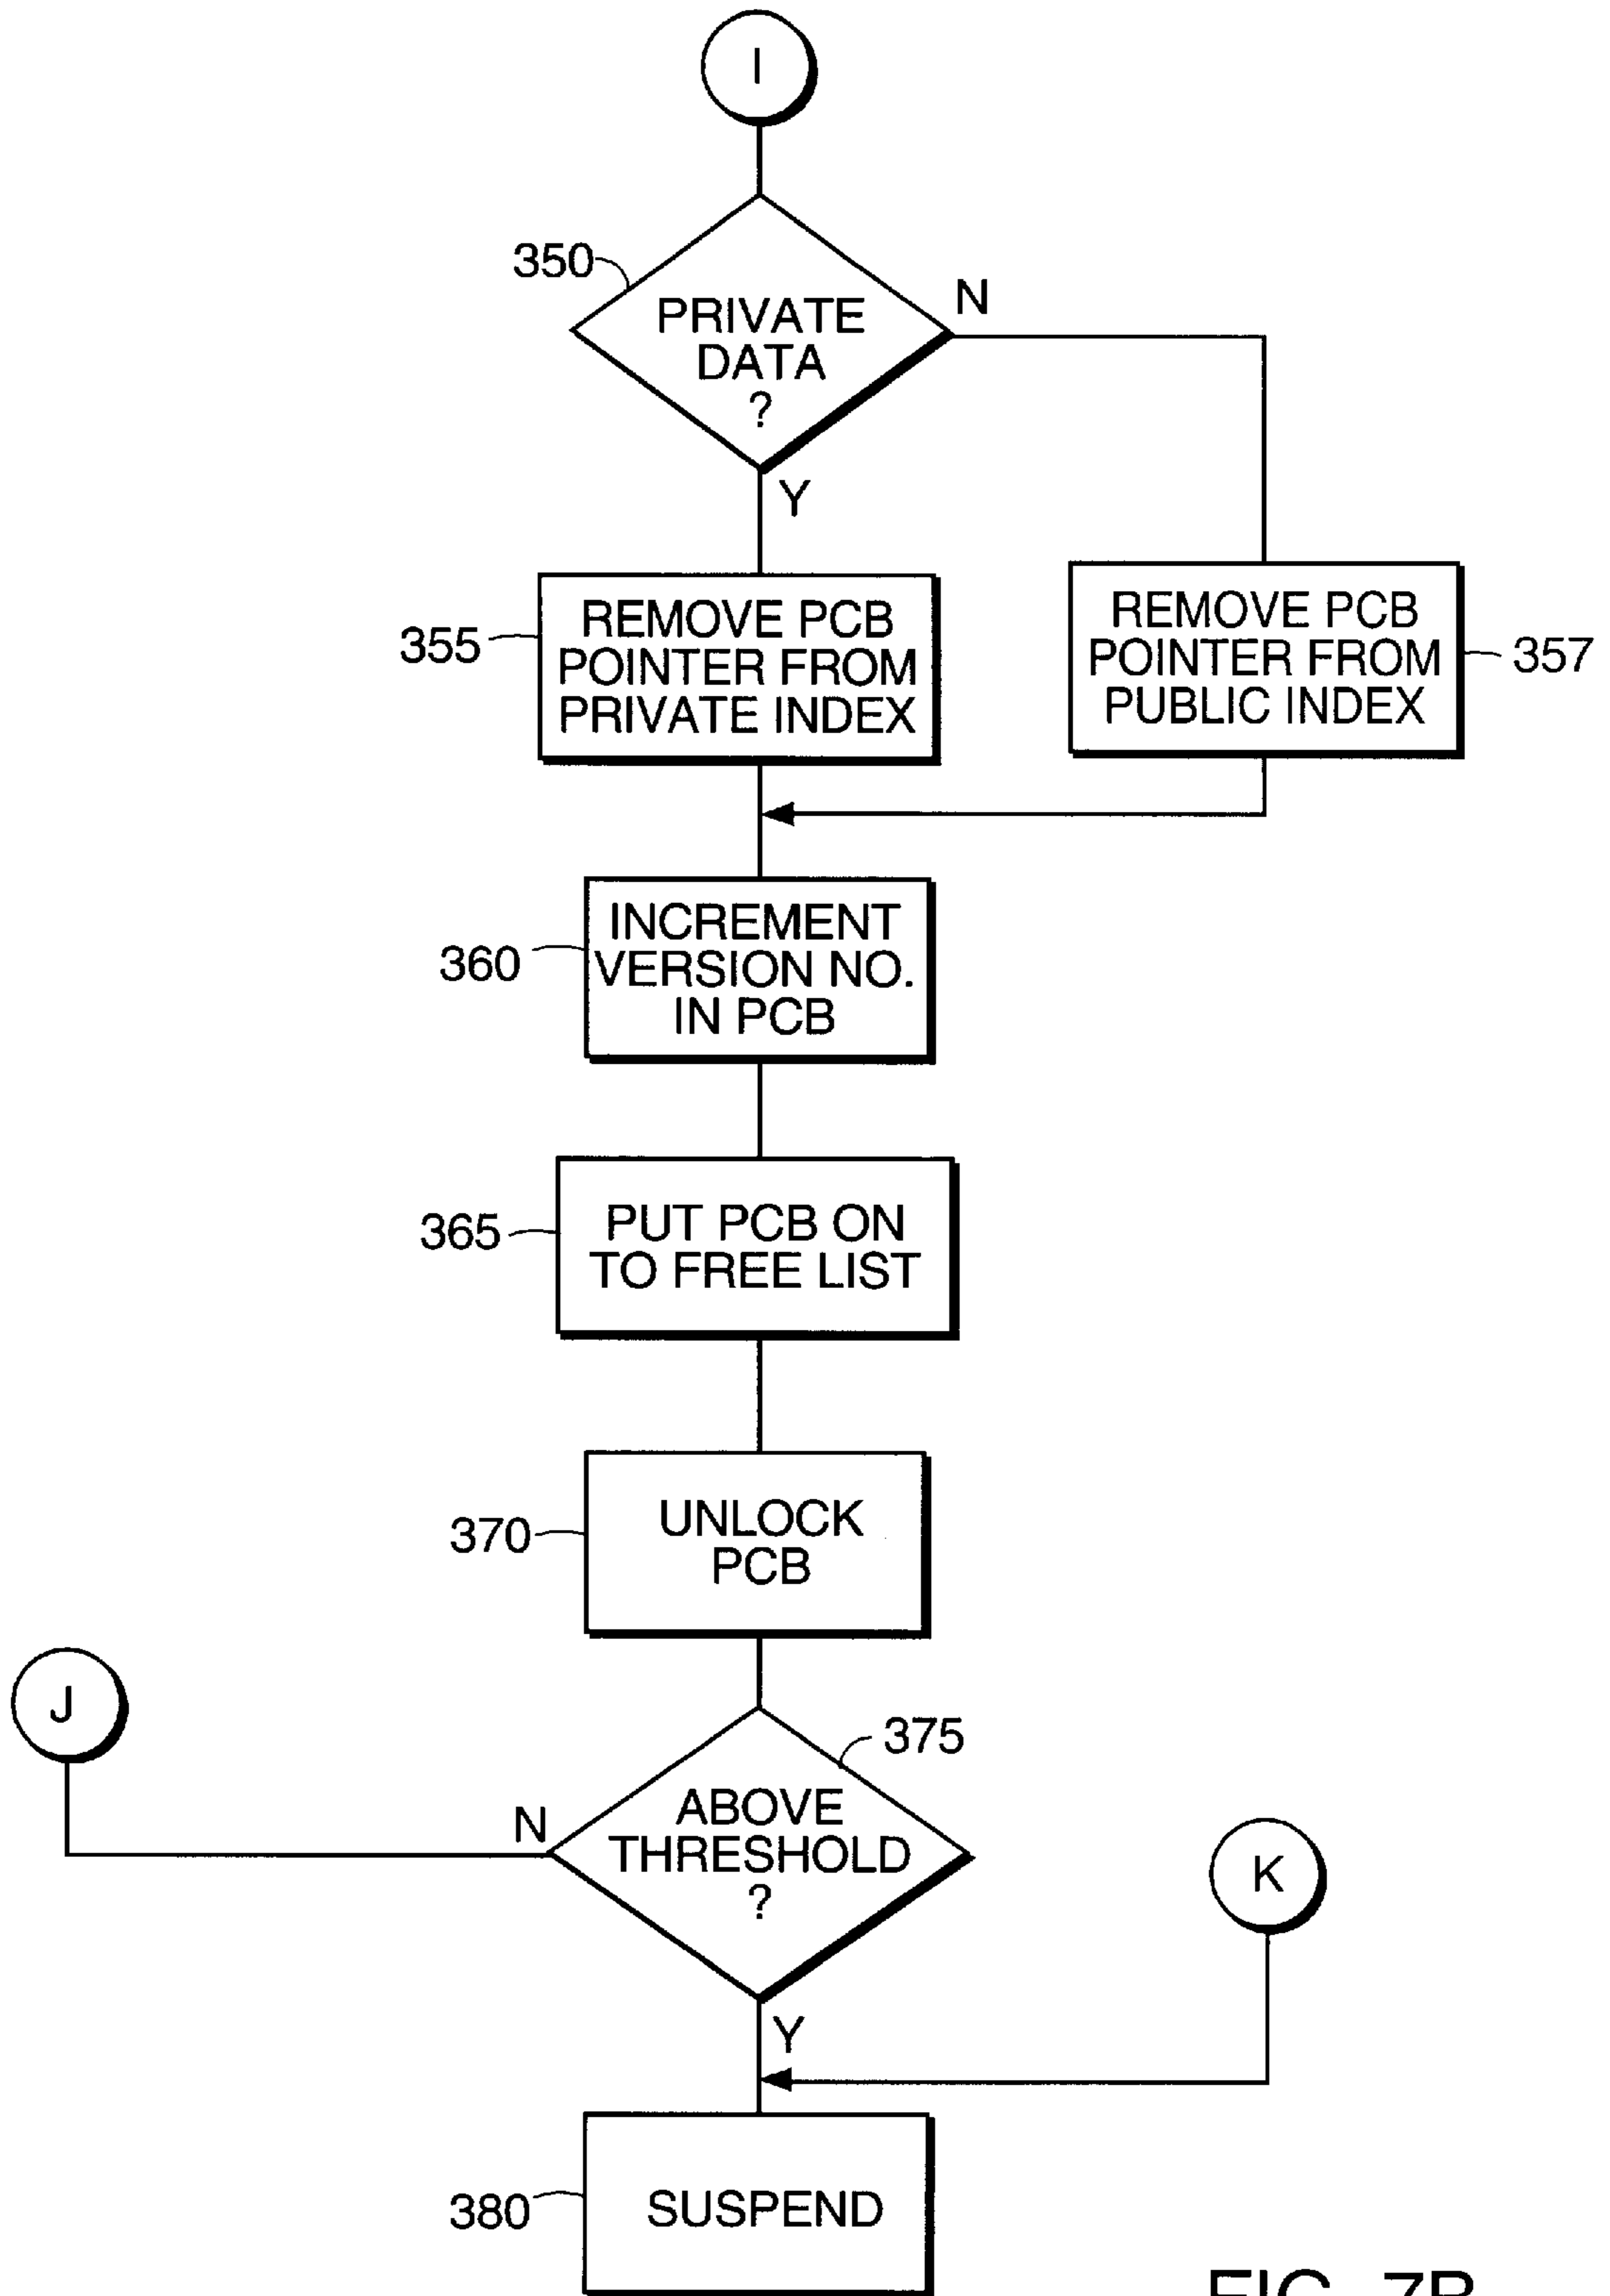 I
350
PRIVATE
DATA
?
N
Y
355
REMOVE PCB
POINTER FROM
PRIVATE INDEX
REMOVE PCB
POINTER FROM
PUBLIC INDEX
357
360
INCREMENT
VERSION NO.
IN PCB
365
PUT PCB ON
TO FREE LIST
370
UNLOCK
PCB
J
375
N
ABOVE
THRESHOLD
?
K
Y
380
SUSPEND
FIG. 7B